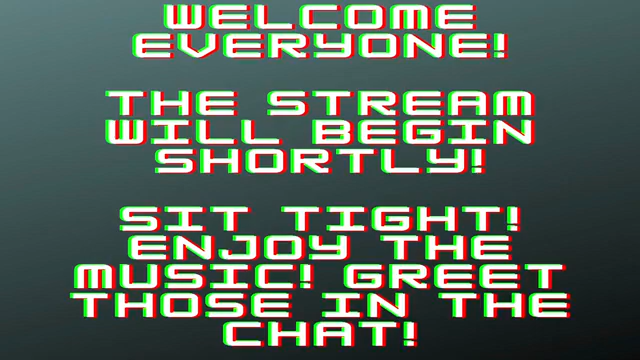 WELCOME
EVERYONE!
THE STREAM
WILL BEGIN
SHORTLY!
SIT TIGHT!
ENJOY THE
MUSIC! GREET
THOSE IN THE
CHAT!